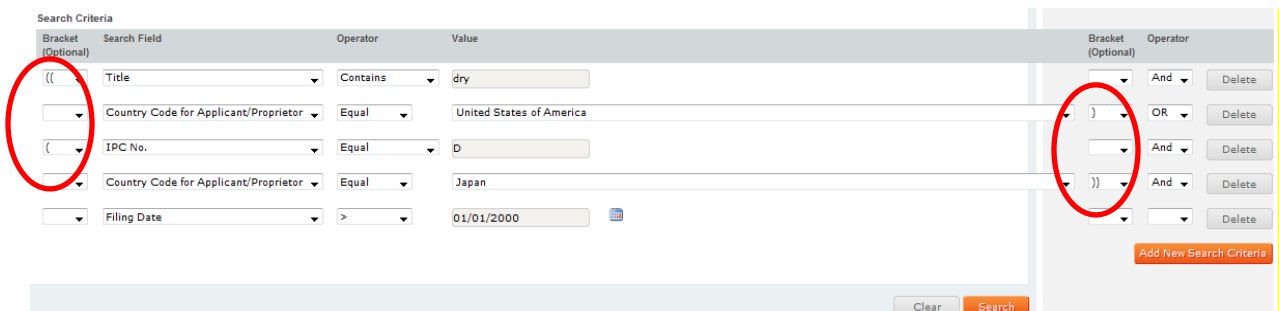 Search Criteria
Bracket (Optional) Search Field Operator Value Bracket (Optional) Operator
(( Title Contains dry And Delete
Country Code for Applicant/Proprietor Equal United States of America ) OR Delete
( IPC No. Equal D And Delete
Country Code for Applicant/Proprietor Equal Japan )) And Delete
Filing Date > 01/01/2000 Delete
Add New Search Criteria
Clear Search